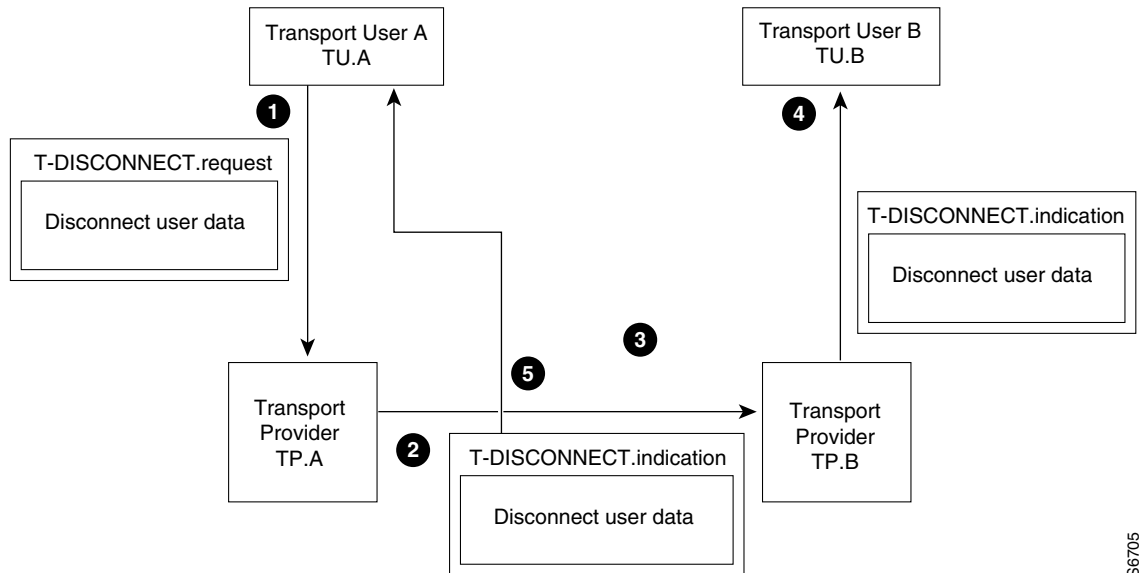 Transport User A
TU.A
Transport User B
TU.B
1
4
T-DISCONNECT.request
Disconnect user data
T-DISCONNECT.indication
Disconnect user data
3
5
Transport
Provider
TP.A
2
T-DISCONNECT.indication
Disconnect user data
Transport
Provider
TP.B